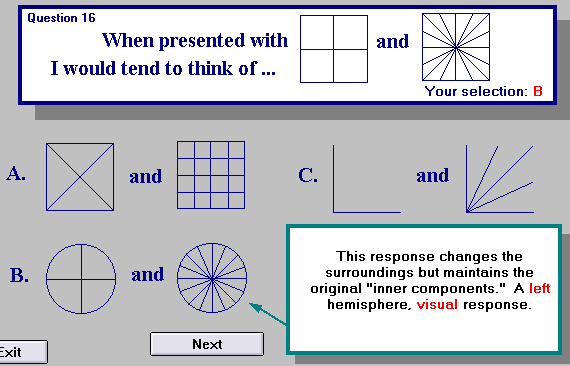 Question 16
When presented with and
I would tend to think of ...
Your selection: B
A. and
C. and
B. and
This response changes the
surroundings but maintains the
original "inner components." A left
hemisphere, visual response.
Next
Exit